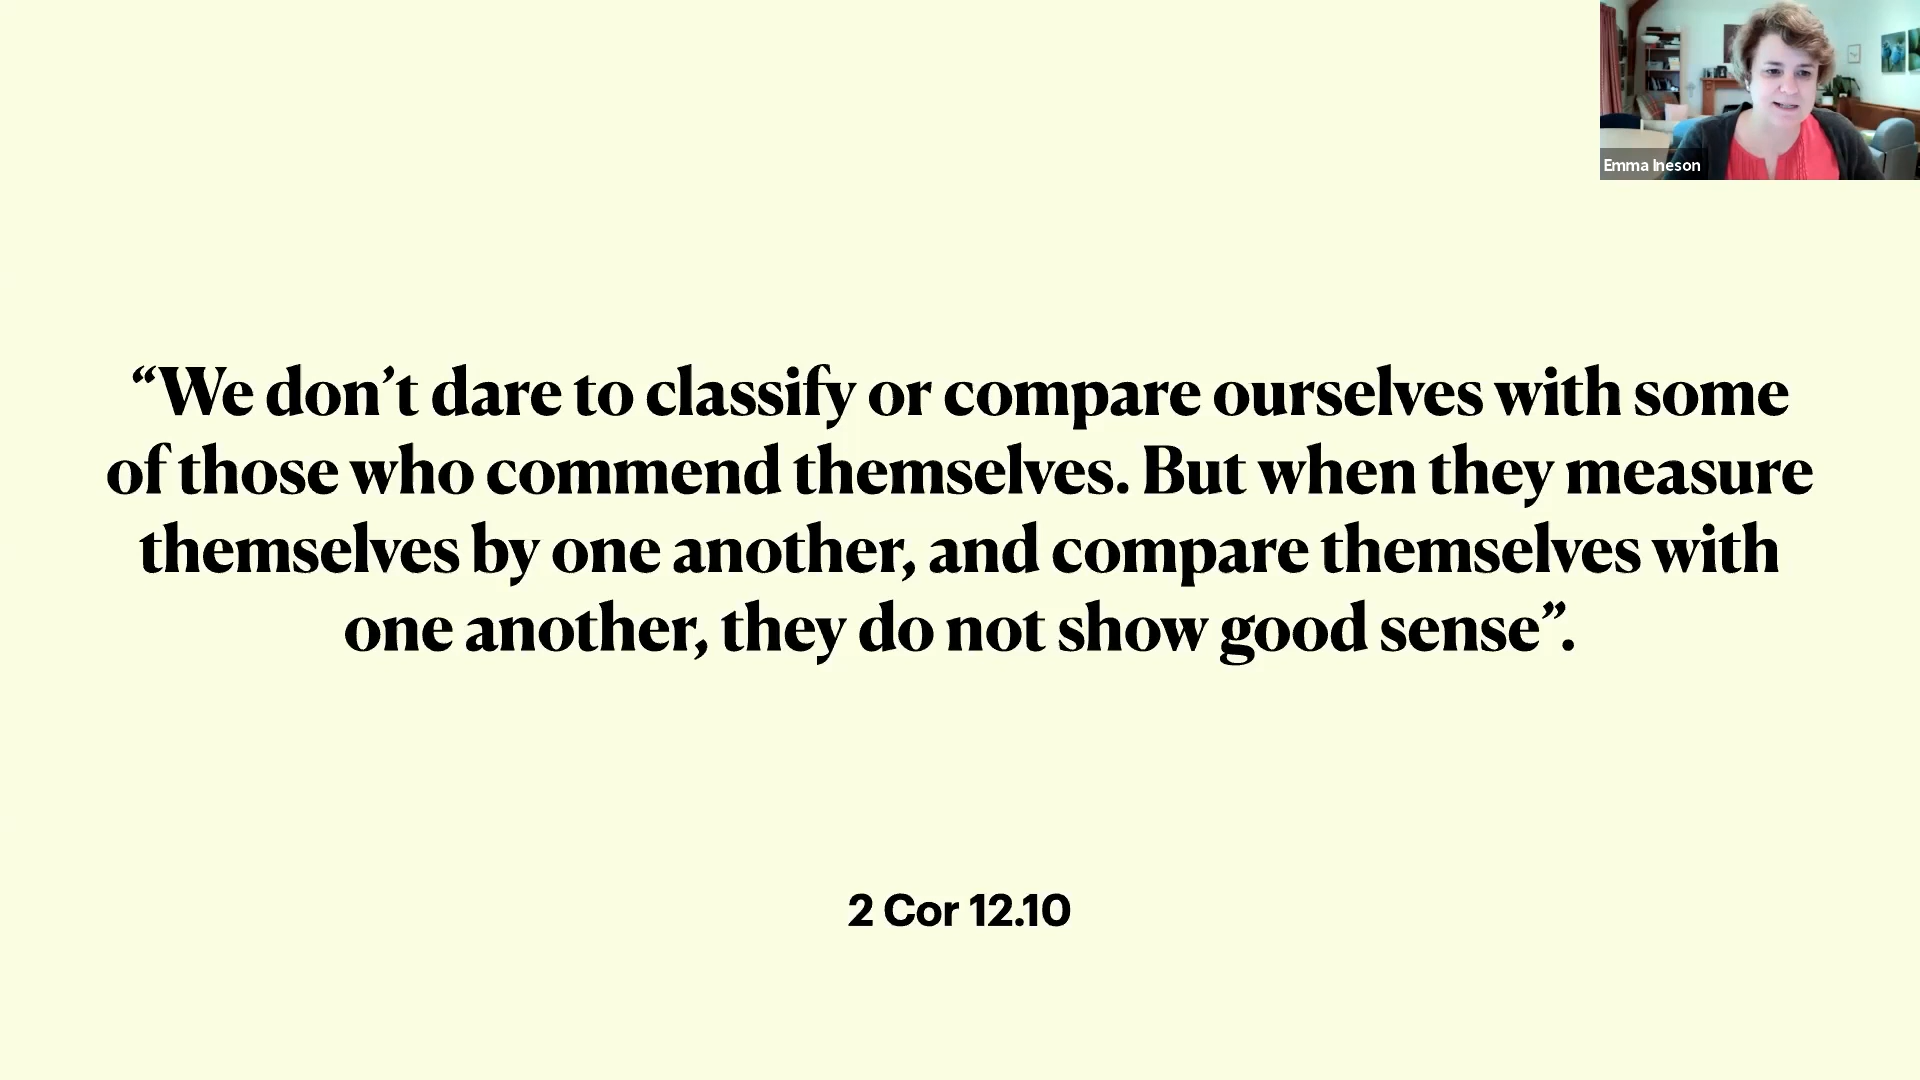 Emma Ineson
“We don’t dare to classify or compare ourselves with some
of those who commend themselves. But when they measure
themselves by one another, and compare themselves with
one another, they do not show good sense”.
2 Cor 12.10